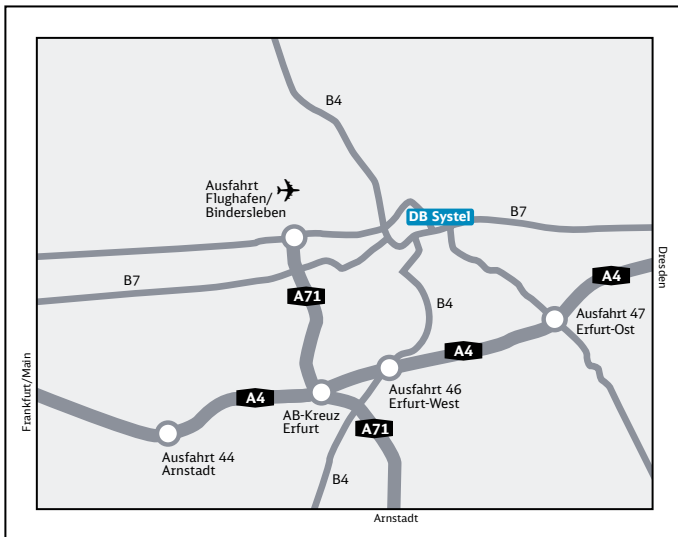 B4
Ausfahrt
Flughafen/
Bindersleben
DB Systel
B7
Dresden
B7
A71
A4
B4
Ausfahrt 47
Erfurt-Ost
A4
Frankfurt/Main
A4
AB-Kreuz
Erfurt
Ausfahrt 46
Erfurt-West
A71
Ausfahrt 44
Arnstadt
B4
Arnstadt